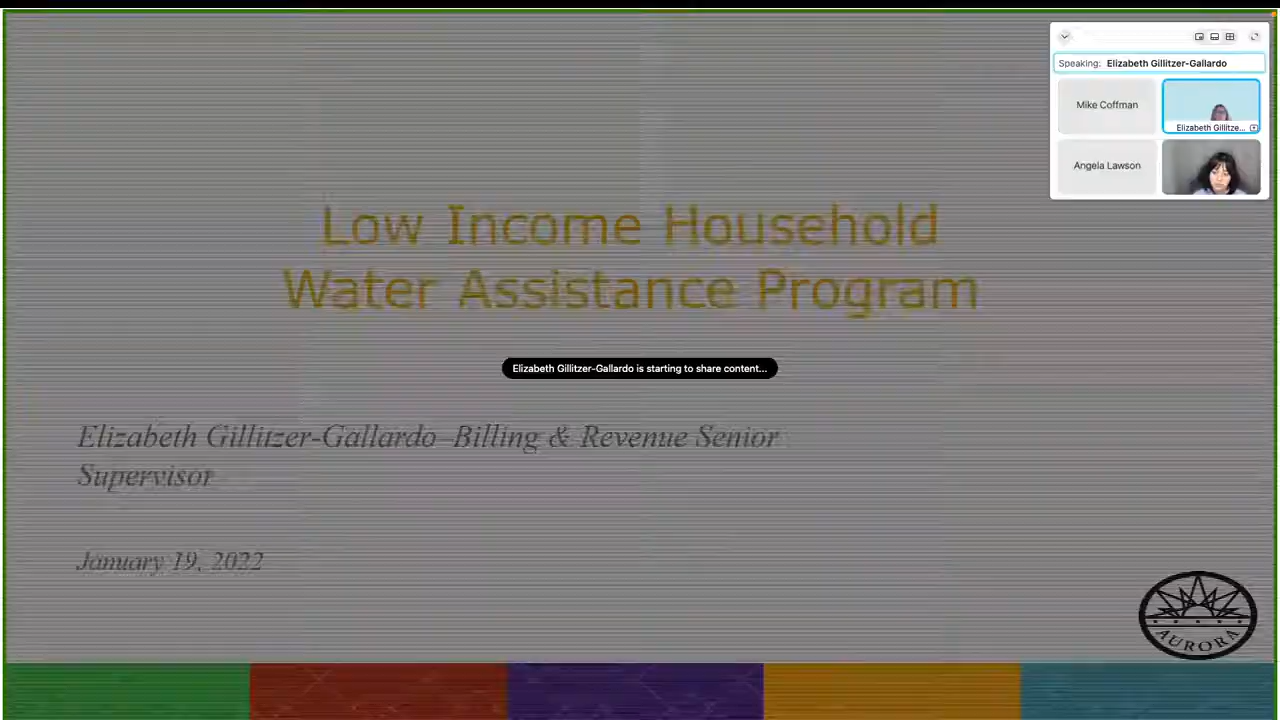 Speaking: Elizabeth Gillitzer-Gallardo
Mike Coffman
Elizabeth Gillitze...
Angela Lawson
Low Income Household
Water Assistance Program
Elizabeth Gillitzer-Gallardo is starting to share content...
Elizabeth Gillitzer-Gallardo–Billing & Revenue Senior
Supervisor
January 19, 2022
AURORA